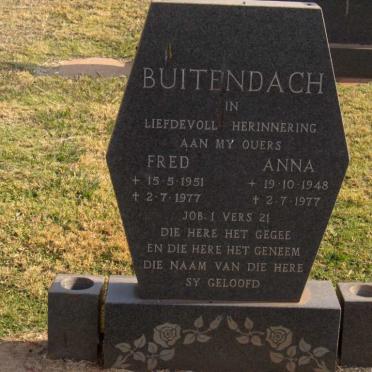 BUITENDACH
IN
LIEFDEVOLL HERINNERING
AAN MY OUERS
FRED ANNA
+ 15·5·1951 + 19·10·1948
+ 2·7·1977 + 2·7·1977
JOB: 1 VERS 21
DIE HERE HET GEGEE
EN DIE HERE HET GENEEM
DIE NAAM VAN DIE HERE
SY GELOOFD